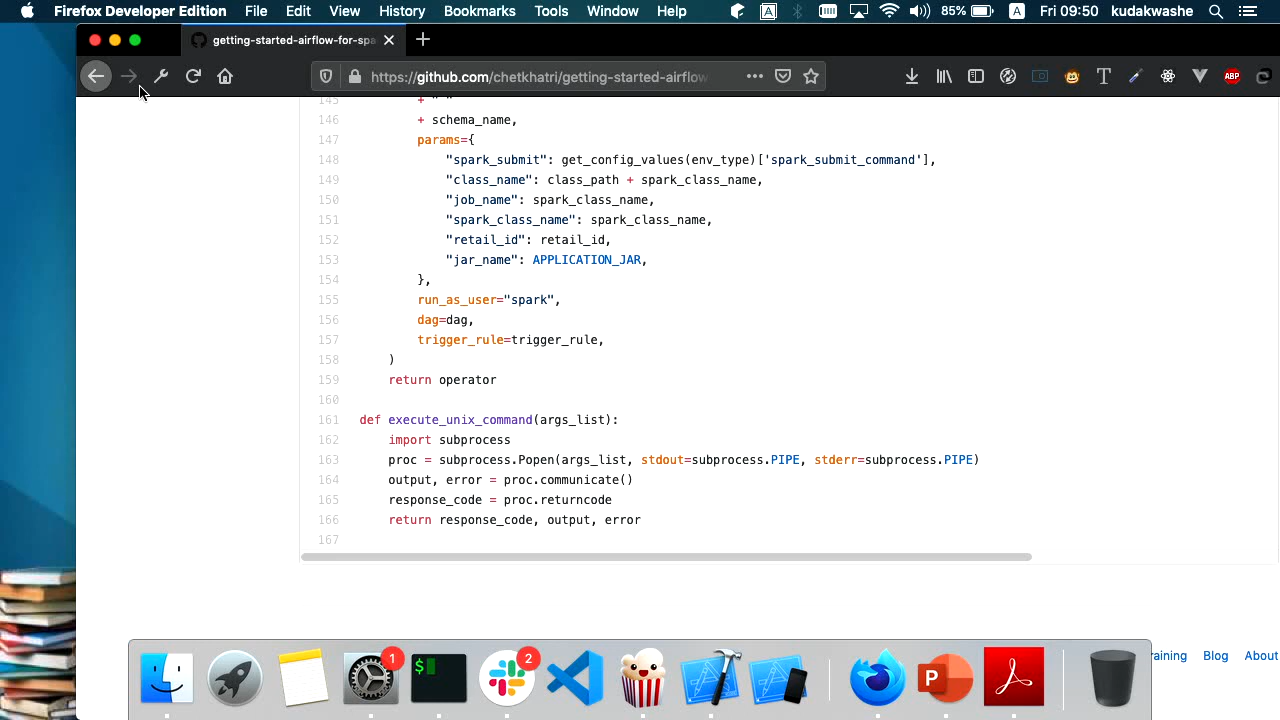 Firefox Developer Edition File Edit View History Bookmarks Tools Window Help 85% A Fri 09:50 kudakwashe
getting-started-airflow-for-spa
https://github.com/chetkhatri/getting-started-airflow
ABP
145 + " "
146 + schema_name,
147 params={
148 "spark_submit": get_config_values(env_type)['spark_submit_command'],
149 "class_name": class_path + spark_class_name,
150 "job_name": spark_class_name,
151 "spark_class_name": spark_class_name,
152 "retail_id": retail_id,
153 "jar_name": APPLICATION_JAR,
154 },
155 run_as_user="spark",
156 dag=dag,
157 trigger_rule=trigger_rule,
158 )
159 return operator
160
161 def execute_unix_command(args_list):
162 import subprocess
163 proc = subprocess.Popen(args_list, stdout=subprocess.PIPE, stderr=subprocess.PIPE)
164 output, error = proc.communicate()
165 response_code = proc.returncode
166 return response_code, output, error
167
raining Blog About
1 $ 2 P